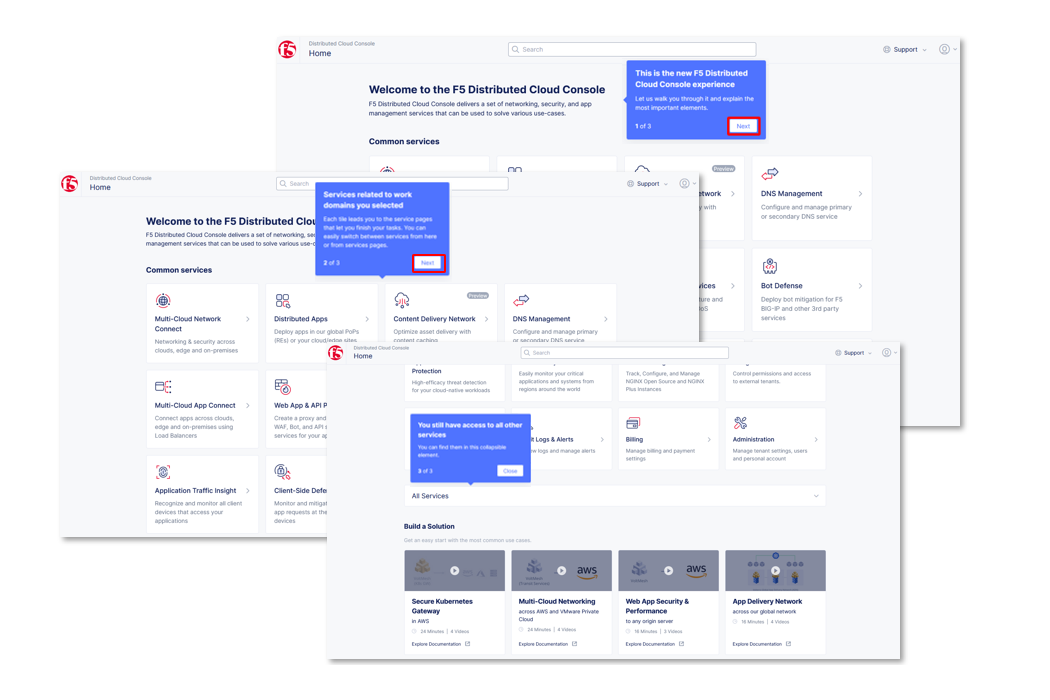 f5
Distributed Cloud Console
Home
Search
Support
Welcome to the F5 Distributed Cloud Console
F5 Distributed Cloud Console delivers a set of networking, security, and app
management services that can be used to solve various use-cases.
This is the new F5 Distributed
Cloud Console experience
Let us walk you through it and explain the
most important elements.
1 of 3
Next
Common services
Preview
DNS Management
Configure and manage primary
or secondary DNS service
Bot Defense
Deploy bot mitigation for F5
BIG-IP and other 3rd party
services
f5
Distributed Cloud Console
Home
Search
Support
Welcome to the F5 Distributed
F5 Distributed Cloud Console delivers a set of networking,
management services that can be used to solve various
Services related to work
domains you selected
Each tile leads you to the service pages
that let you finish your tasks. You can
easily switch between services from here
or from services pages.
2 of 3
Next
Common services
Multi-Cloud Network
Connect
Networking & security across
clouds, edge and on-premises
Distributed Apps
Deploy apps in our global PoPs
(REs) or your cloud/edge sites
Preview
Content Delivery Network
Optimize asset delivery with
content caching
DNS Management
Configure and manage primary
or secondary DNS service
Multi-Cloud App Connect
Connect apps across clouds,
edge and on-premises using
Load Balancers
Web App & API P
Create a proxy and
WAF, Bot, and API
services for your
Application Traffic Insight
Recognize and monitor all client
devices that access your
applications
Client-Side Defe
Monitor and mitigat
app requests at the
devices
f5
Distributed Cloud Console
Home
Search
Support
Protection
High-efficacy threat detection
for your cloud-native workloads
Easily monitor your critical
applications and systems from
regions around the world
Track, Configure, and Manage
NGINX Open Source and NGINX
Plus instances
Control permissions and access
to external tenants.
You still have access to all other
services
You can find them in this collapsible
element.
3 of 3
Close
t Logs & Alerts
logs and manage alerts
Billing
Manage billing and payment
settings
Administration
Manage tenant settings, users
and personal account
All Services
Build a Solution
Get an easy start with the most common use cases.
aws
aws
Secure Kubernetes
Gateway
in AWS
24 Minutes | 4 Videos
Explore Documentation
Multi-Cloud Networking
across AWS and VMware Private
Cloud
24 Minutes | 4 Videos
Explore Documentation
Web App Security &
Performance
to any origin server
16 Minutes | 3 Videos
Explore Documentation
App Delivery Network
across our global network
16 Minutes | 4 Videos
Explore Documentation